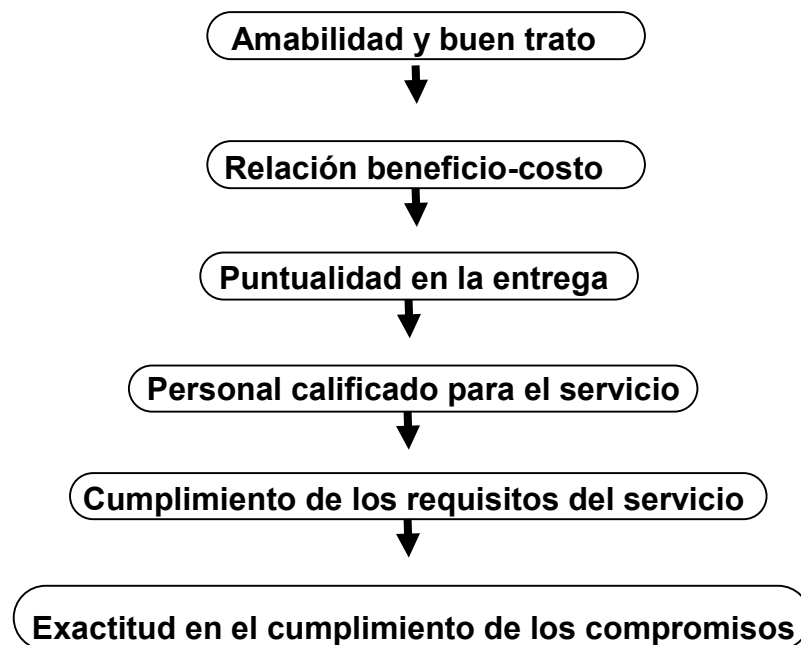 Amabilidad y buen trato
Relación beneficio-costo
Puntualidad en la entrega
Personal calificado para el servicio
Cumplimiento de los requisitos del servicio
Exactitud en el cumplimiento de los compromisos